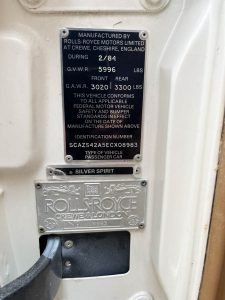 MANUFACTURED BY
ROLLS-ROYCE MOTORS LIMITED
AT CREWE, CHESHIRE, ENGLAND
DURING 2/84
G.V.W.R 5996 LBS
FRONT REAR
G.A.W.R. 3020 3300 LBS
THIS VEHICLE CONFORMS
TO ALL APPLICABLE
FEDERAL MOTOR VEHICLE
SAFETY AND BUMPER
STANDARDS IN EFFECT
ON THE DATE OF
MANUFACTURE SHOWN ABOVE
IDENTIFICATION NUMBER
SCAZS42A5ECX08983
TYPE OF VEHICLE
PASSENGER CAR
SILVER SPIRIT
ROLLS-ROYCE
CREWE & LONDON